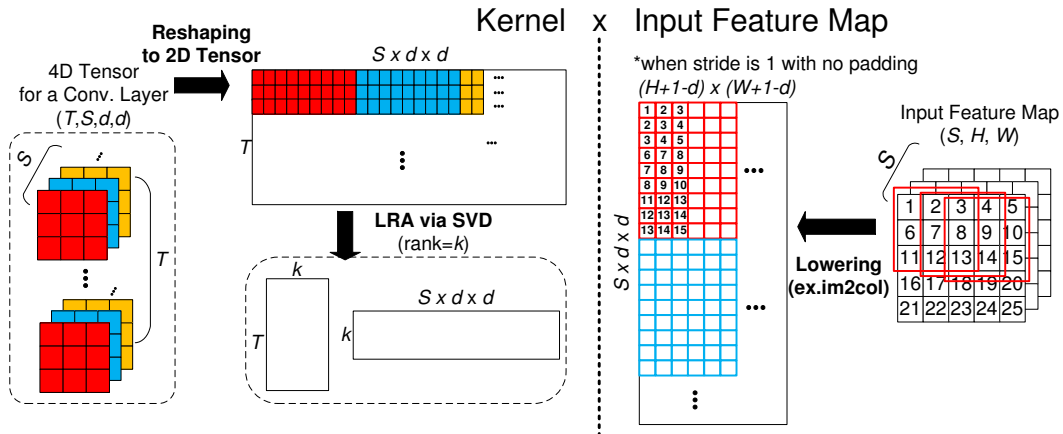 Kernel x Input Feature Map
Reshaping
to 2D Tensor
4D Tensor
for a Conv. Layer
(T,S,d,d)
S x d x d
...
...
...
...
T
...
S
...
T
...
...
LRA via SVD
(rank=k)
k
T
S x d x d
k
*when stride is 1 with no padding
(H+1-d) x (W+1-d)
1 2 3
2 3 4
3 4 5
6 7 8
7 8 9
8 9 10
11 12 13
12 13 14
13 14 15
...
...
...
S x d x d
Input Feature Map
(S, H, W)
S
1 2 3 4 5
6 7 8 9 10
11 12 13 14 15
16 17 18 19 20
21 22 23 24 25
Lowering
(ex.im2col)